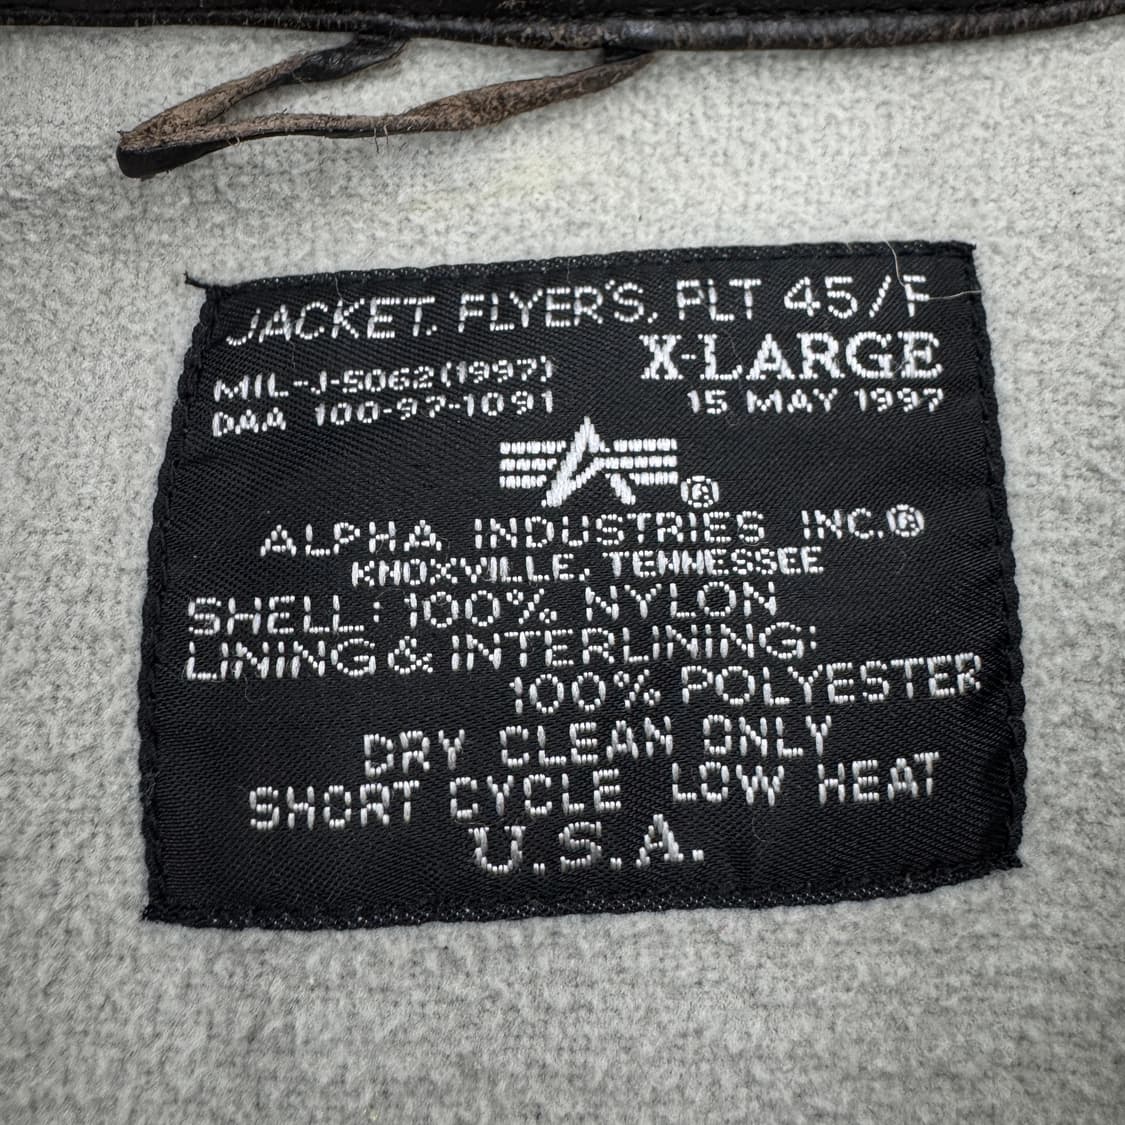 JACKET, FLYER'S, PLT 45/F
X-LARGE
MIL-J-5062(1997)
DAA 100-97-1091
15 MAY 1997
®
ALPHA INDUSTRIES INC.®
KNOXVILLE, TENNESSEE
SHELL: 100% NYLON
LINING & INTERLINING:
100% POLYESTER
DRY CLEAN ONLY
SHORT CYCLE LOW HEAT
U.S.A.